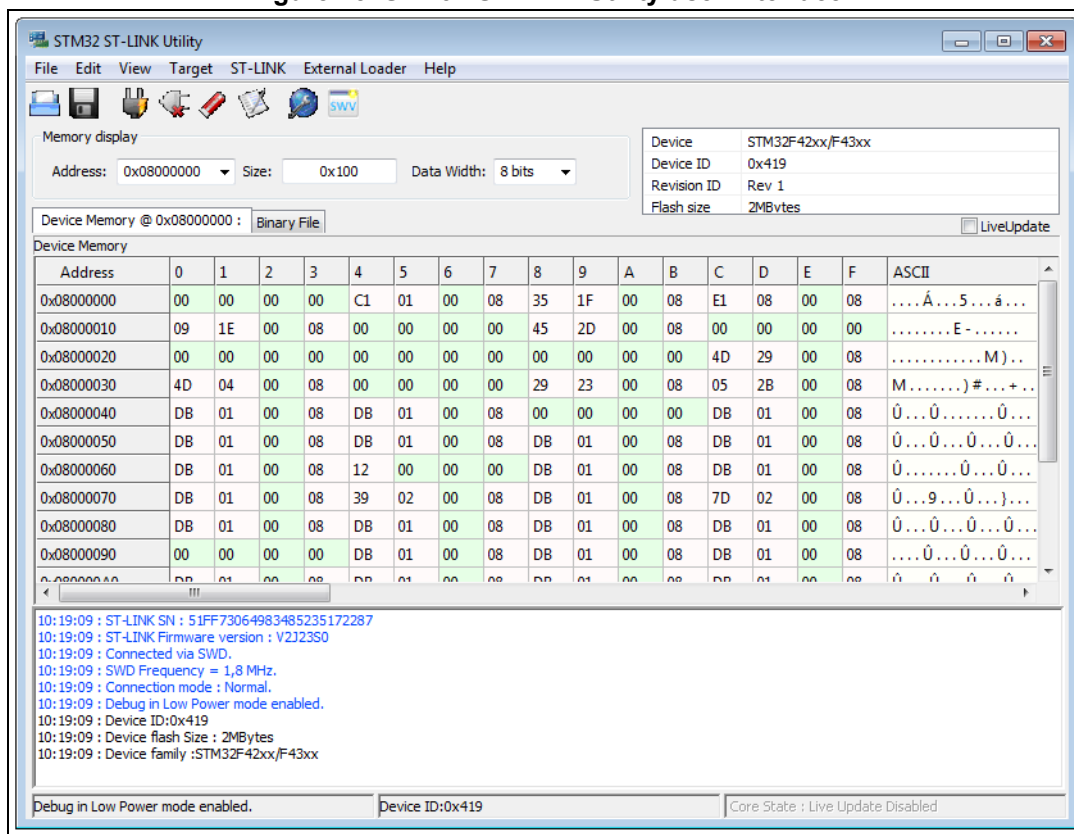 STM32 ST-LINK Utility
File Edit View Target ST-LINK External Loader Help
SWV
Memory display
Address: 0x08000000 Size: 0x100 Data Width: 8 bits
Device STM32F42xx/F43xx
Device ID 0x419
Revision ID Rev 1
Flash size 2MBytes
Device Memory @ 0x08000000 : Binary File
LiveUpdate
Device Memory
Address 0 1 2 3 4 5 6 7 8 9 A B C D E F ASCII
0x08000000 00 00 00 00 C1 01 00 08 35 1F 00 08 E1 08 00 08 ....Á...5...á...
0x08000010 09 1E 00 08 00 00 00 00 45 2D 00 08 00 00 00 00 ........E-......
0x08000020 00 00 00 00 00 00 00 00 00 00 00 00 4D 29 00 08 ............M)..
0x08000030 4D 04 00 08 00 00 00 00 29 23 00 08 05 2B 00 08 M.......)#...+..
0x08000040 DB 01 00 08 DB 01 00 08 00 00 00 00 DB 01 00 08 Û...Û.......Û...
0x08000050 DB 01 00 08 DB 01 00 08 DB 01 00 08 DB 01 00 08 Û...Û...Û...Û...
0x08000060 DB 01 00 08 12 00 00 00 DB 01 00 08 DB 01 00 08 Û.......Û...Û...
0x08000070 DB 01 00 08 39 02 00 08 DB 01 00 08 7D 02 00 08 Û...9...Û...}...
0x08000080 DB 01 00 08 DB 01 00 08 DB 01 00 08 DB 01 00 08 Û...Û...Û...Û...
0x08000090 00 00 00 00 DB 01 00 08 DB 01 00 08 DB 01 00 08 ....Û...Û...Û...
10:19:09 : ST-LINK SN : 51FF73064983485235172287
10:19:09 : ST-LINK Firmware version : V2J23S0
10:19:09 : Connected via SWD.
10:19:09 : SWD Frequency = 1,8 MHz.
10:19:09 : Connection mode : Normal.
10:19:09 : Debug in Low Power mode enabled.
10:19:09 : Device ID:0x419
10:19:09 : Device flash Size : 2MBytes
10:19:09 : Device family :STM32F42xx/F43xx
Debug in Low Power mode enabled. Device ID:0x419 Core State : Live Update Disabled